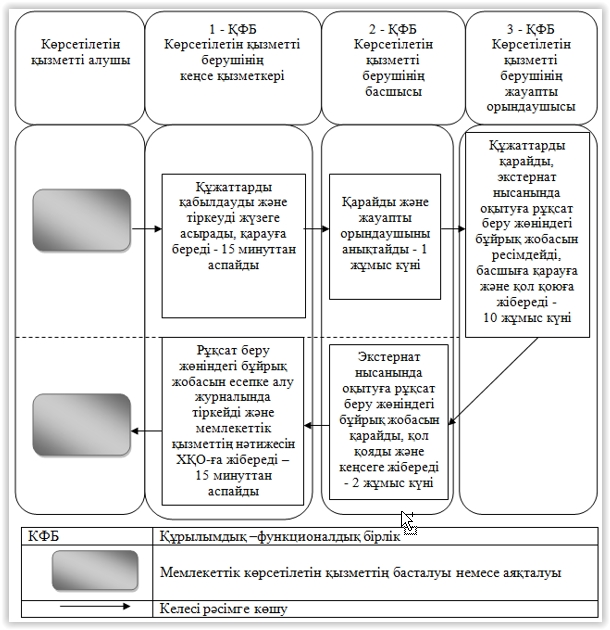 Көрсетілетін
қызметті алушы
1 - ҚФБ
Көрсетілетін қызметті
берушінің
кеңсе қызметкері
2 - ҚФБ
Көрсетілетін
қызметті
берушінің
басшысы
3 - ҚФБ
Көрсетілетін
қызметті
берушінің
жауапты
орындаушысы
Құжаттарды
қабылдауды және
тіркеуді жүзеге
асырады, қарауға
береді - 15 минуттан
аспайды
Қарайды және
жауапты
орындаушыны
анықтайды - 1
жұмыс күні
Құжаттарды
қарайды,
экстернат
нысанында
оқытуға рұқсат
беру жөніндегі
бұйрық жобасын
ресімдейді,
басшыға қарауға
және қол қоюға
жібереді -
10 жұмыс күні
Рұқсат беру
жөніндегі бұйрық
жобасын есепке алу
журналында
тіркейді және
мемлекеттік
қызметтің нәтижесін
ХҚО-ға жібереді –
15 минуттан
аспайды
Экстернат
нысанында
оқытуға рұқсат
беру жөніндегі
бұйрық жобасын
қарайды, қол
қояды және
кеңсеге жібереді
- 2 жұмыс күні
КФБ
Құрылымдық –функционалдық бірлік
Мемлекеттік көрсетілетін қызметтің басталуы немесе аяқталуы
Келесі рәсімге көшу